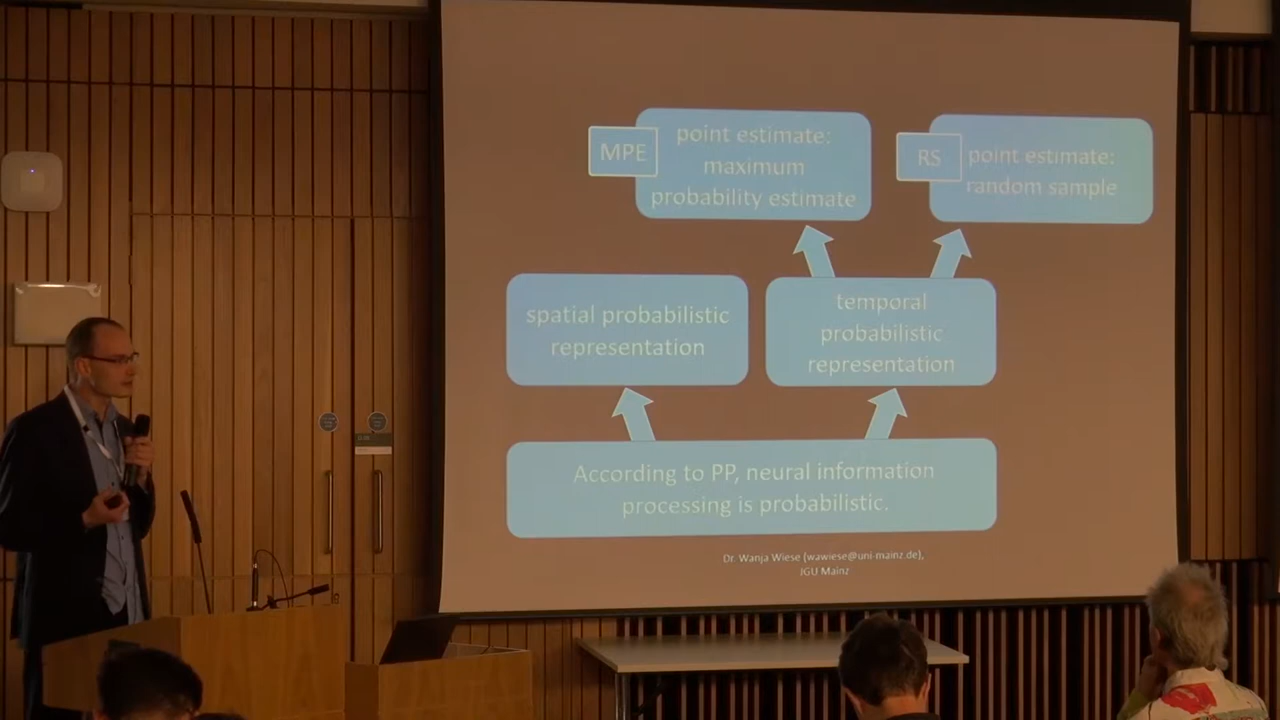 MPE
point estimate:
maximum
probability estimate
RS
point estimate:
random sample
spatial probabilistic
representation
temporal
probabilistic
representation
According to PP, neural information
processing is probabilistic.
Dr. Wanja Wiese (wawiese@uni-mainz.de),
JGU Mainz